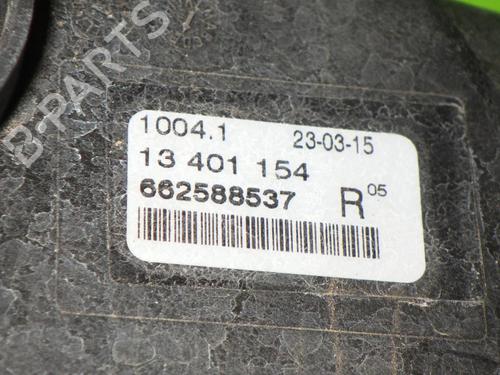 B-PARTS
1004.1 23-03-15
13 401 154
662588537 R 05